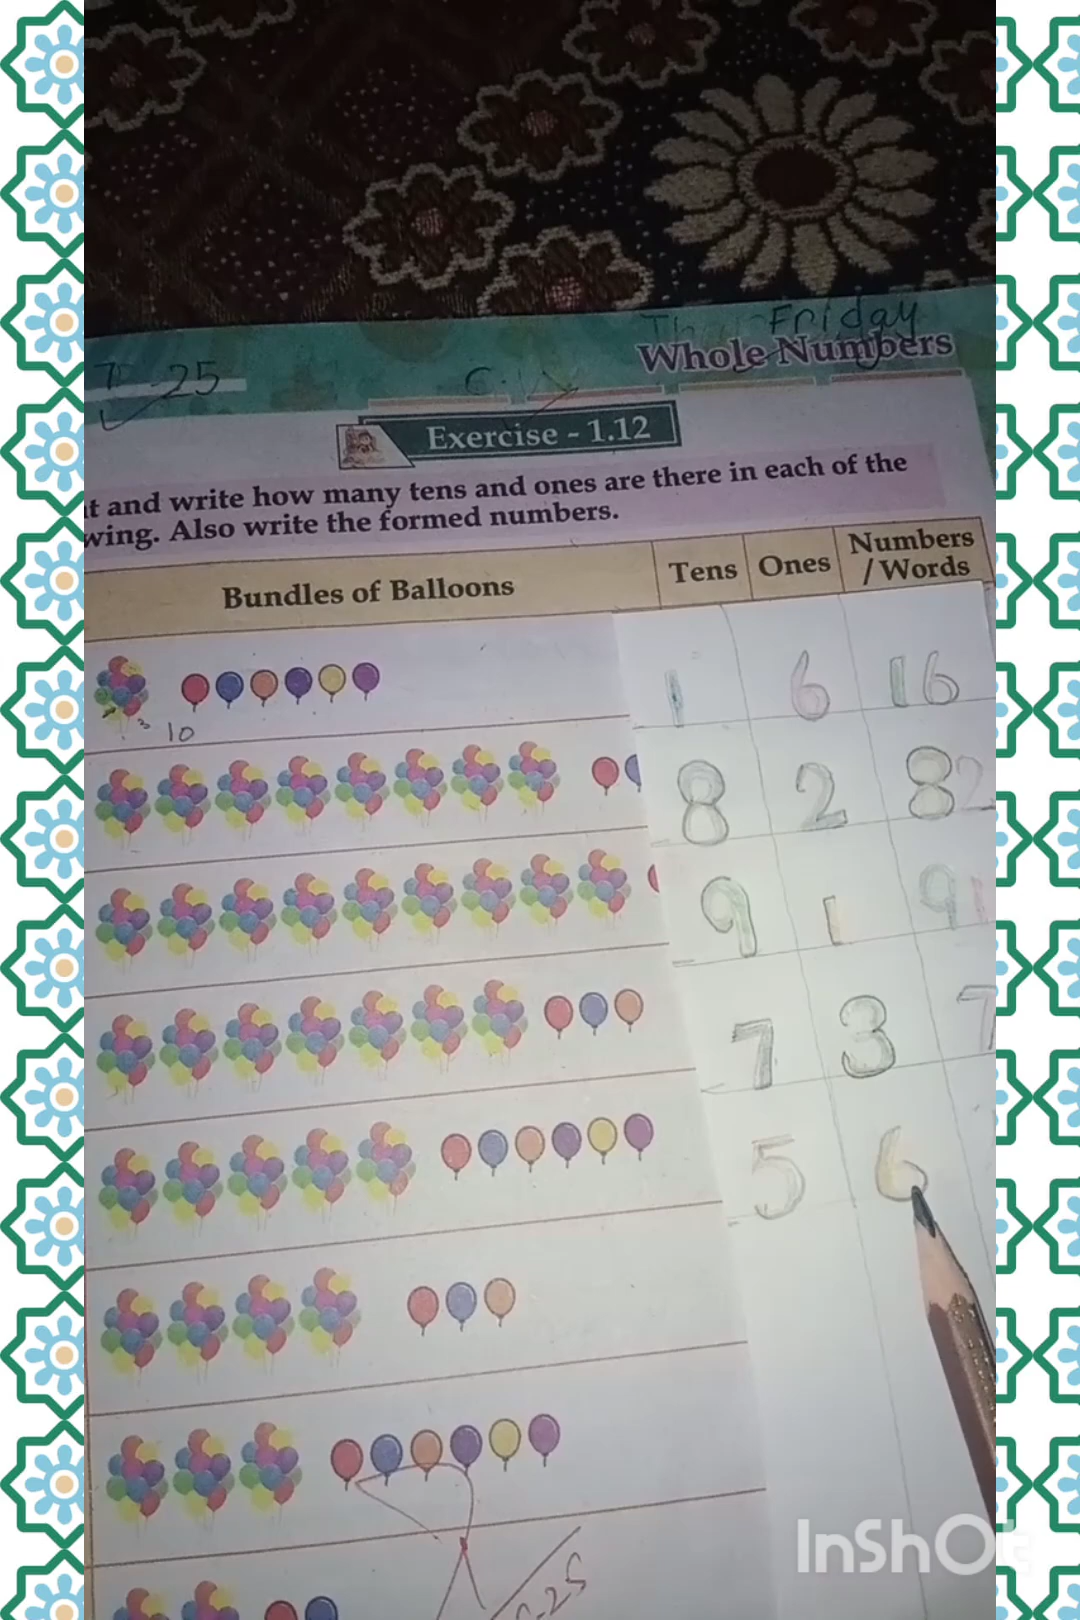 Friday
Whole Numbers
25
Exercise - 1.12
t and write how many tens and ones are there in each of the
wing. Also write the formed numbers.
Bundles of Balloons Tens Ones Numbers / Words
10 1 6 16
8 2 82
9 1 91
7 3 7
5 6
InShOt